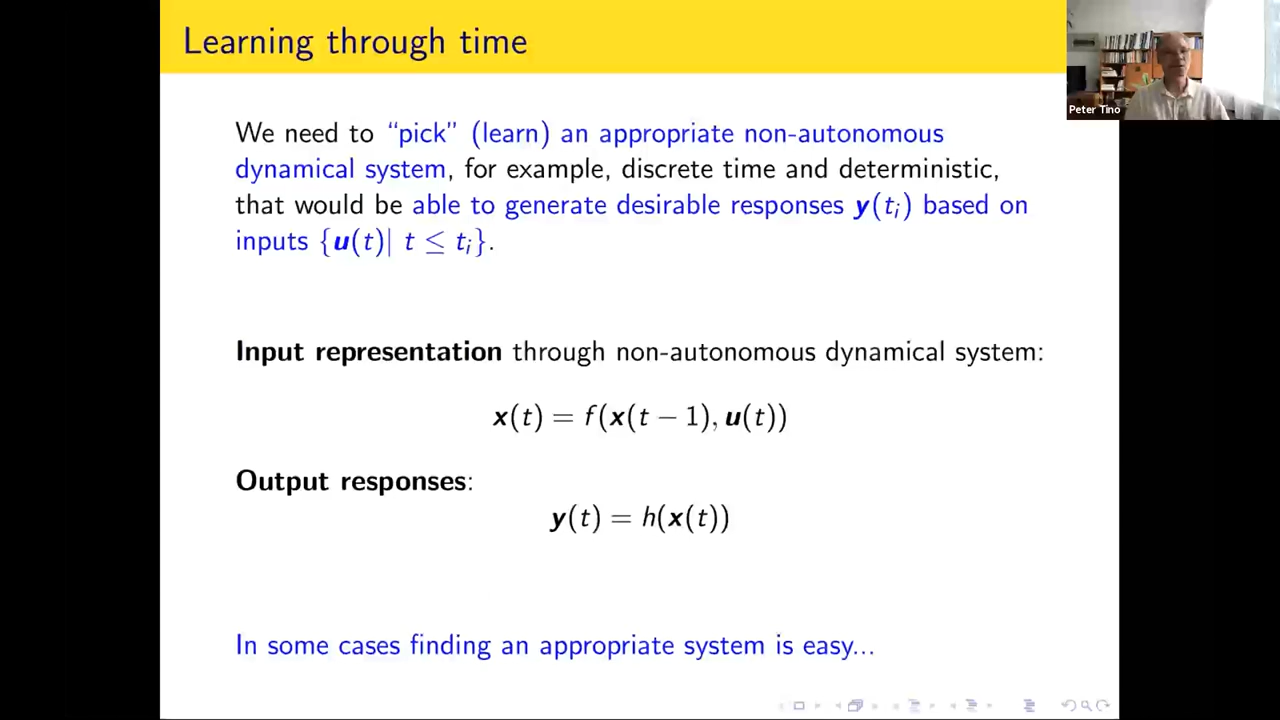 Learning through time
Peter Tino
We need to “pick” (learn) an appropriate non-autonomous
dynamical system, for example, discrete time and deterministic,
that would be able to generate desirable responses y(tᵢ) based on
inputs {u(t)| t ≤ tᵢ}.
Input representation through non-autonomous dynamical system:
x(t) = f(x(t − 1), u(t))
Output responses:
y(t) = h(x(t))
In some cases finding an appropriate system is easy...